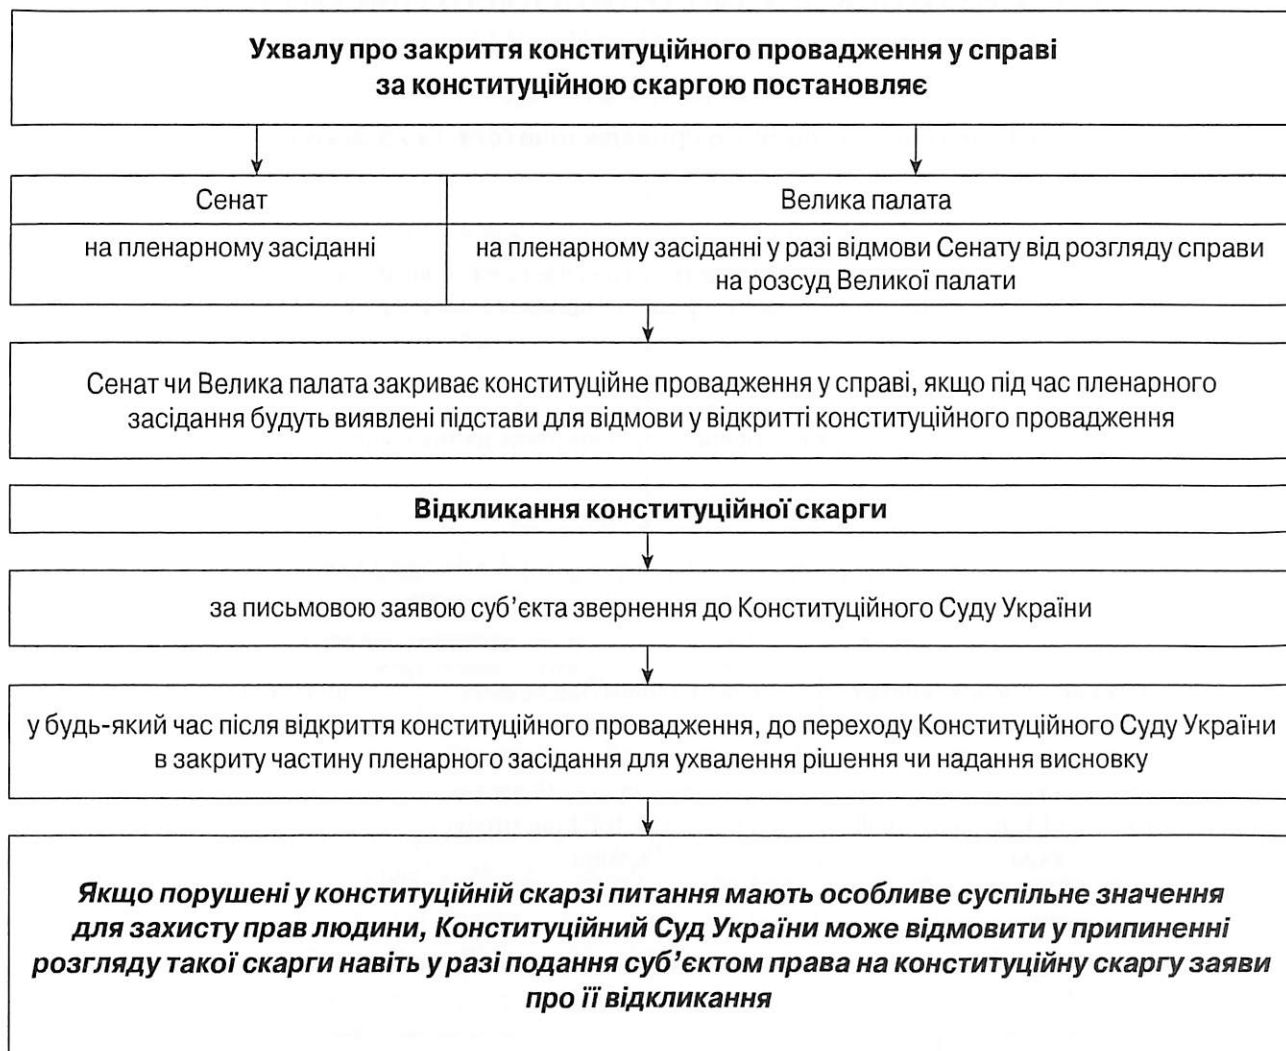 Ухвалу про закриття конституційного провадження у справі
за конституційною скаргою постановляє
Сенат
Велика палата
на пленарному засіданні
на пленарному засіданні у разі відмови Сенату від розгляду справи
на розсуд Великої палати
Сенат чи Велика палата закриває конституційне провадження у справі, якщо під час пленарного
засідання будуть виявлені підстави для відмови у відкритті конституційного провадження
Відкликання конституційної скарги
за письмовою заявою суб’єкта звернення до Конституційного Суду України
у будь-який час після відкриття конституційного провадження, до переходу Конституційного Суду України
в закриту частину пленарного засідання для ухвалення рішення чи надання висновку
Якщо порушені у конституційній скарзі питання мають особливе суспільне значення
для захисту прав людини, Конституційний Суд України може відмовити у припиненні
розгляду такої скарги навіть у разі подання суб’єктом права на конституційну скаргу заяви
про її відкликання